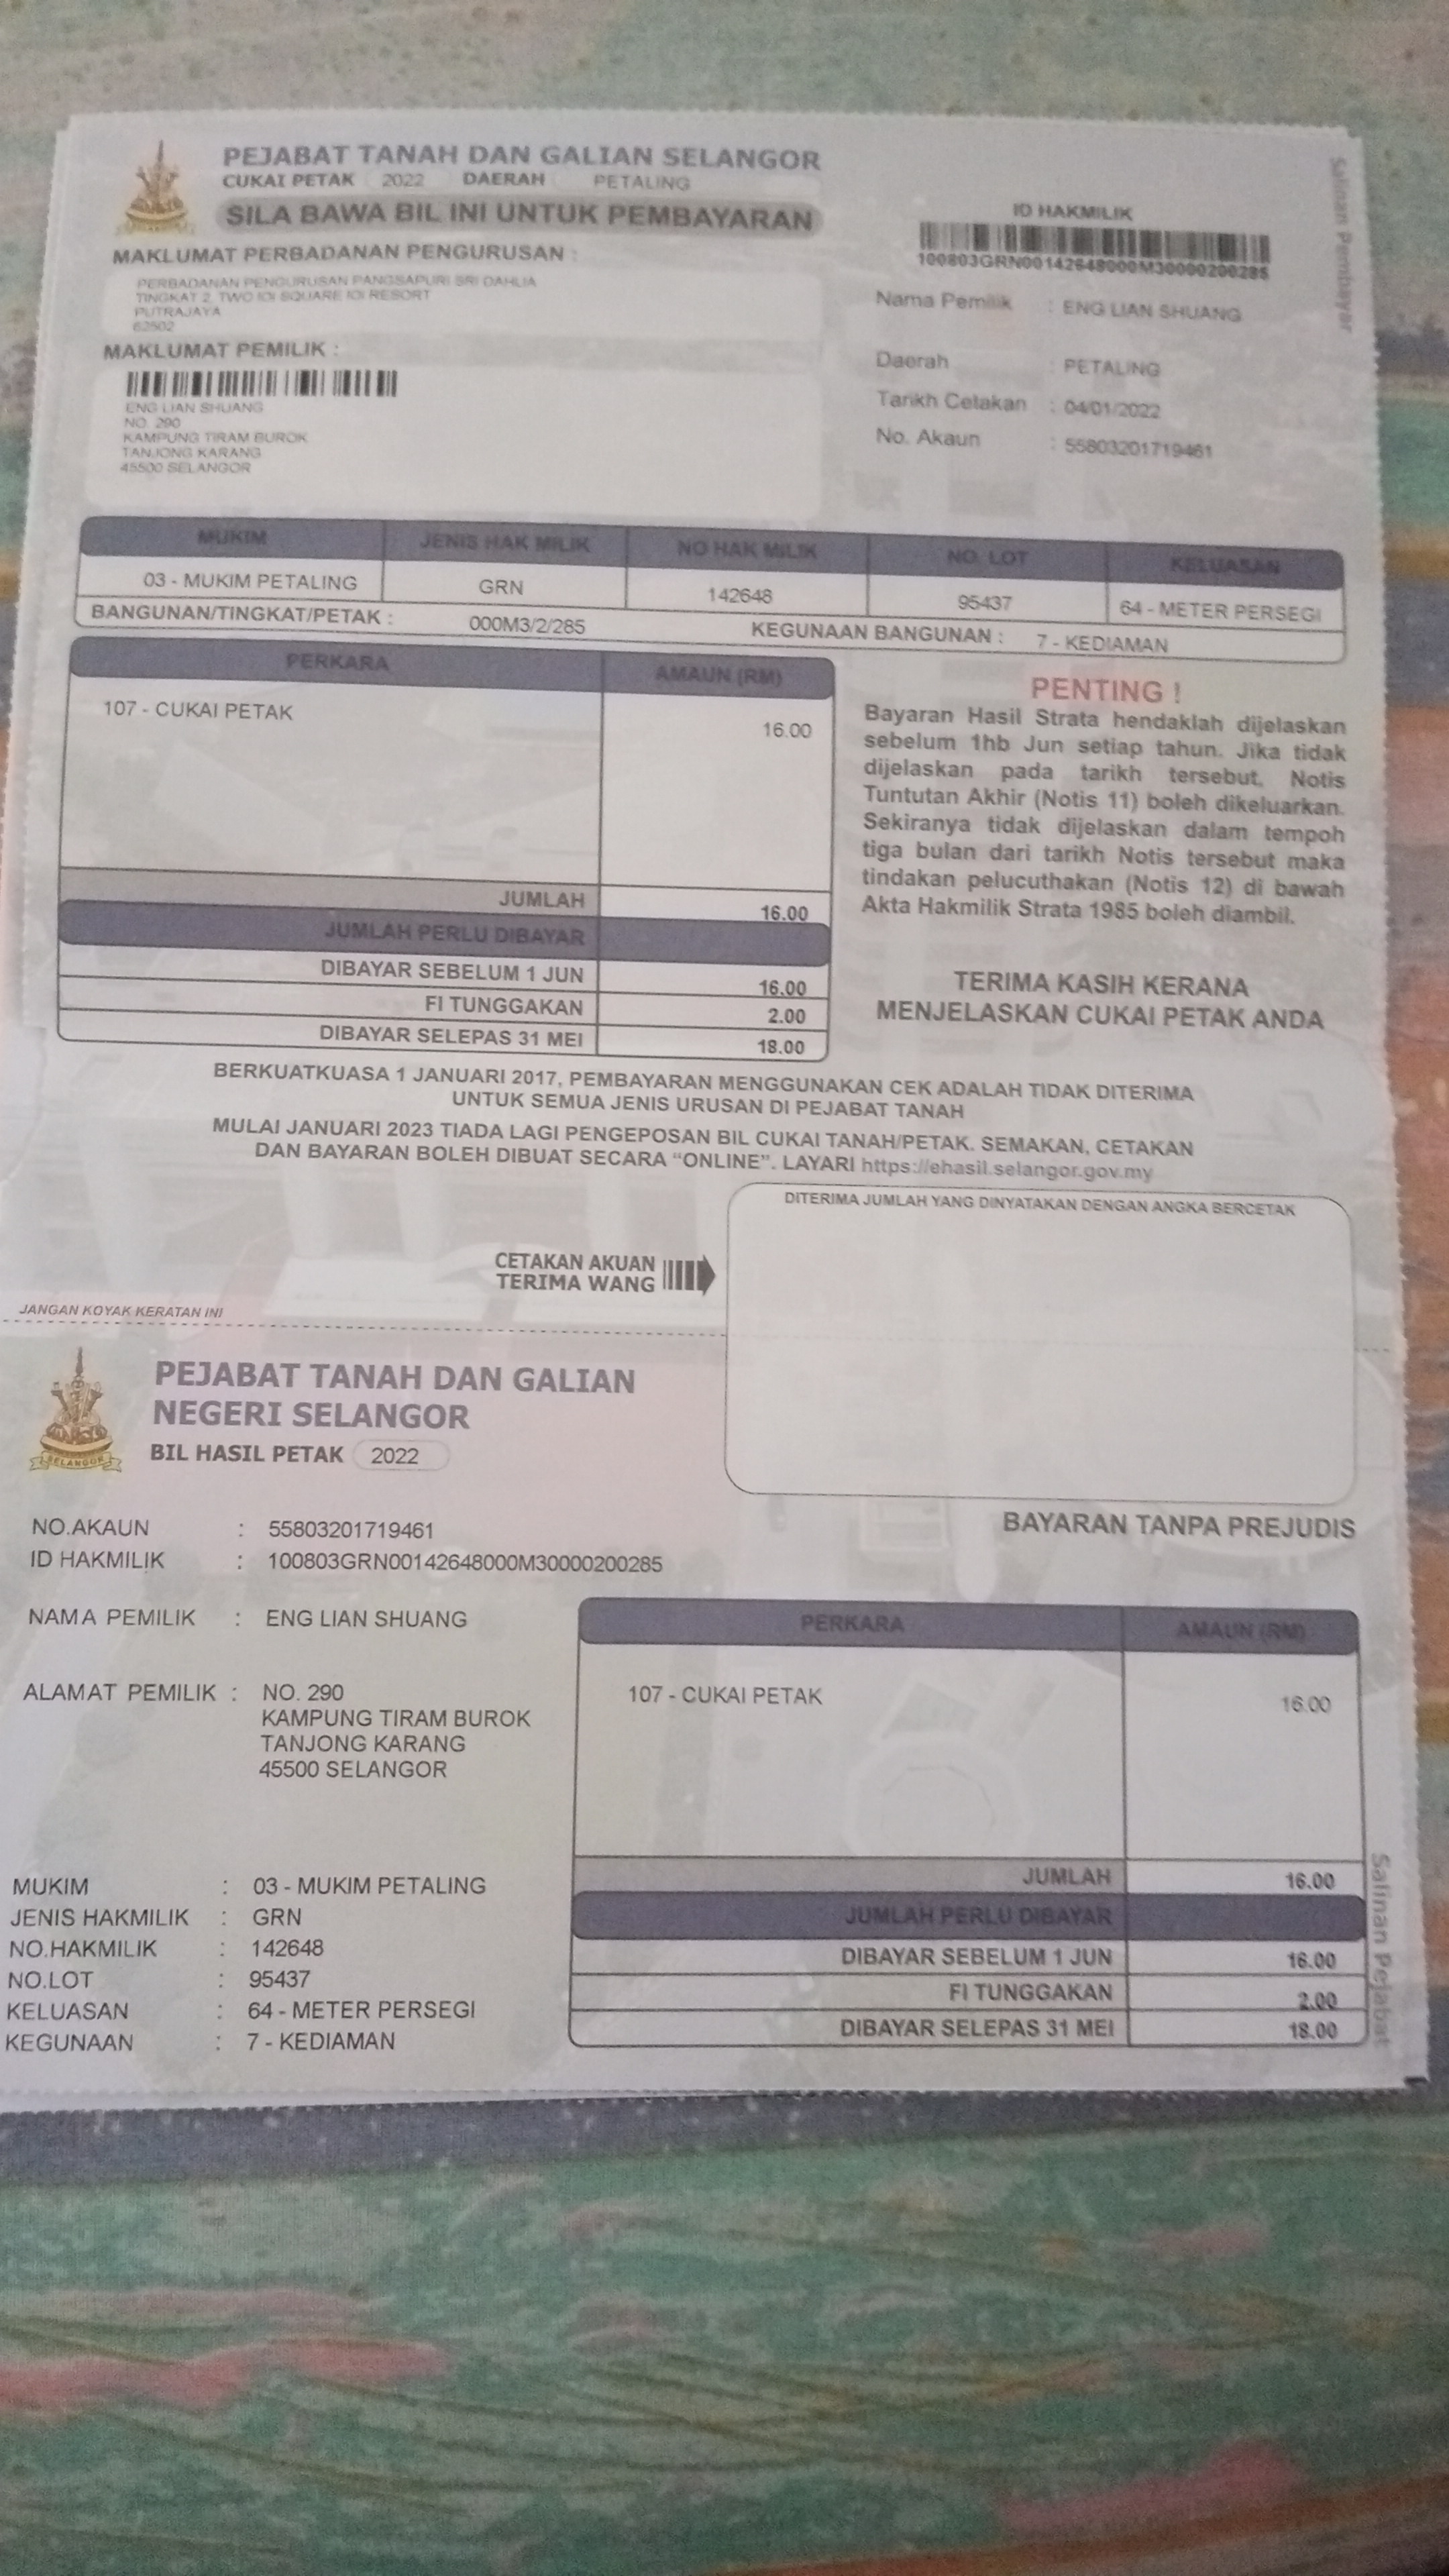 PEJABAT TANAH DAN GALIAN SELANGOR
CUKAI PETAK 2022 DAERAH PETALING
SILA BAWA BIL INI UNTUK PEMBAYARAN
MAKLUMAT PERBADANAN PENGURUSAN :
PERBADANAN PENGURUSAN PANGSAPURI SRI DAHLIA
TINGKAT 2, TWO IOI SQUARE IOI RESORT
PUTRAJAYA
62502
MAKLUMAT PEMILIK :
ENG LIAN SHUANG
NO. 290
KAMPUNG TIRAM BUROK
TANJONG KARANG
45500 SELANGOR
ID HAKMILIK
100803GRN00142648000M30000200285
Nama Pemilik : ENG LIAN SHUANG
Daerah : PETALING
Tarikh Cetakan : 04/01/2022
No. Akaun : 55803201719461
Salinan Pembayar
MUKIM JENIS HAK MILIK NO HAK MILIK NO. LOT KELUASAN
03 - MUKIM PETALING GRN 142648 95437 64 - METER PERSEGI
BANGUNAN/TINGKAT/PETAK : 000M3/2/285 KEGUNAAN BANGUNAN : 7 - KEDIAMAN
PERKARA AMAUN (RM)
107 - CUKAI PETAK 16.00
JUMLAH 16.00
JUMLAH PERLU DIBAYAR
DIBAYAR SEBELUM 1 JUN 16.00
FI TUNGGAKAN 2.00
DIBAYAR SELEPAS 31 MEI 18.00
PENTING !
Bayaran Hasil Strata hendaklah dijelaskan
sebelum 1hb Jun setiap tahun. Jika tidak
dijelaskan pada tarikh tersebut, Notis
Tuntutan Akhir (Notis 11) boleh dikeluarkan.
Sekiranya tidak dijelaskan dalam tempoh
tiga bulan dari tarikh Notis tersebut maka
tindakan pelucuthakan (Notis 12) di bawah
Akta Hakmilik Strata 1985 boleh diambil.
TERIMA KASIH KERANA
MENJELASKAN CUKAI PETAK ANDA
BERKUATKUASA 1 JANUARI 2017, PEMBAYARAN MENGGUNAKAN CEK ADALAH TIDAK DITERIMA
UNTUK SEMUA JENIS URUSAN DI PEJABAT TANAH
MULAI JANUARI 2023 TIADA LAGI PENGEPOSAN BIL CUKAI TANAH/PETAK. SEMAKAN, CETAKAN
DAN BAYARAN BOLEH DIBUAT SECARA “ONLINE”. LAYARI https://ehasil.selangor.gov.my
DITERIMA JUMLAH YANG DINYATAKAN DENGAN ANGKA BERCETAK
CETAKAN AKUAN
TERIMA WANG
JANGAN KOYAK KERATAN INI
SELANGOR
PEJABAT TANAH DAN GALIAN
NEGERI SELANGOR
BIL HASIL PETAK 2022
NO.AKAUN : 55803201719461
ID HAKMILIK : 100803GRN00142648000M30000200285
BAYARAN TANPA PREJUDIS
NAMA PEMILIK : ENG LIAN SHUANG
ALAMAT PEMILIK : NO. 290
KAMPUNG TIRAM BUROK
TANJONG KARANG
45500 SELANGOR
MUKIM : 03 - MUKIM PETALING
JENIS HAKMILIK : GRN
NO.HAKMILIK : 142648
NO.LOT : 95437
KELUASAN : 64 - METER PERSEGI
KEGUNAAN : 7 - KEDIAMAN
PERKARA AMAUN (RM)
107 - CUKAI PETAK 16.00
JUMLAH 16.00
JUMLAH PERLU DIBAYAR
DIBAYAR SEBELUM 1 JUN 16.00
FI TUNGGAKAN 2.00
DIBAYAR SELEPAS 31 MEI 18.00
Salinan Pejabat